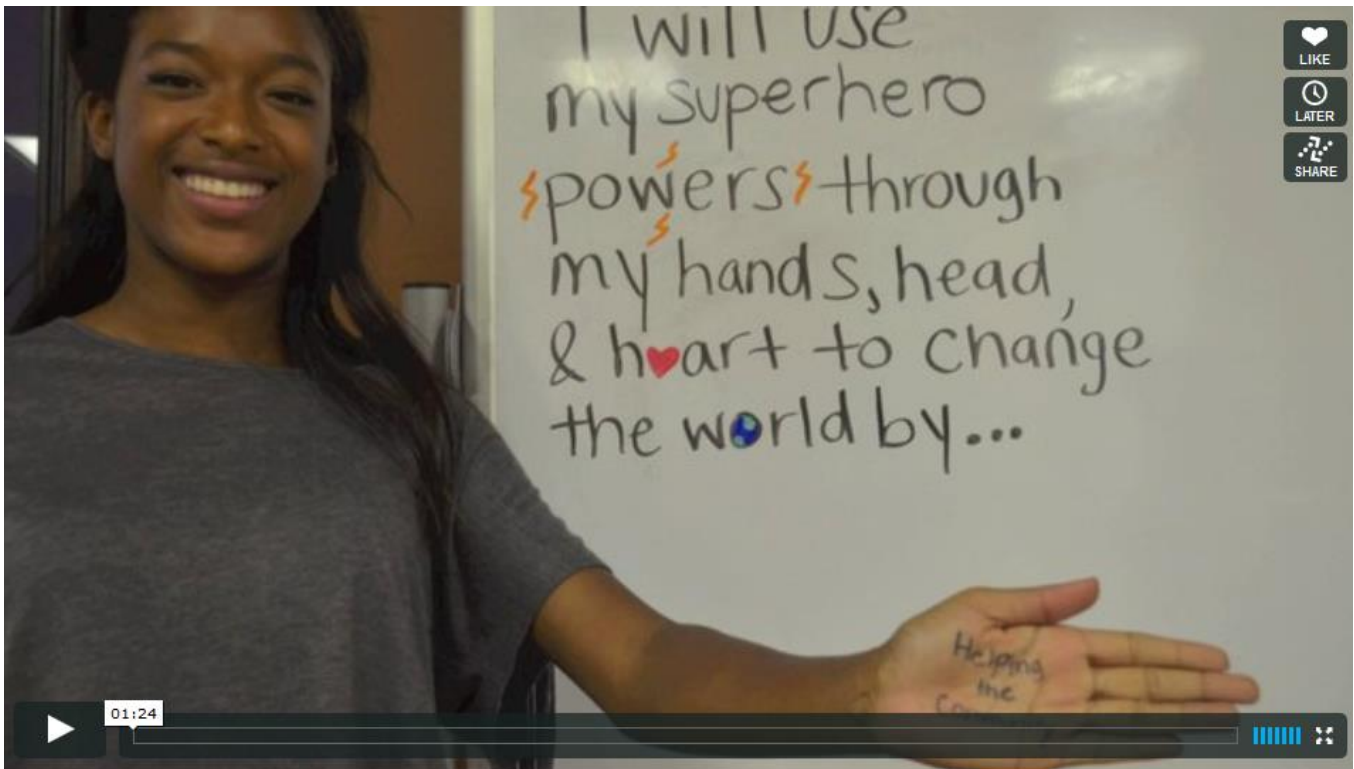 I will use
my superhero
powers through
my hands, head,
& heart to change
the world by...
Helping
the
LIKE
LATER
SHARE
01:24